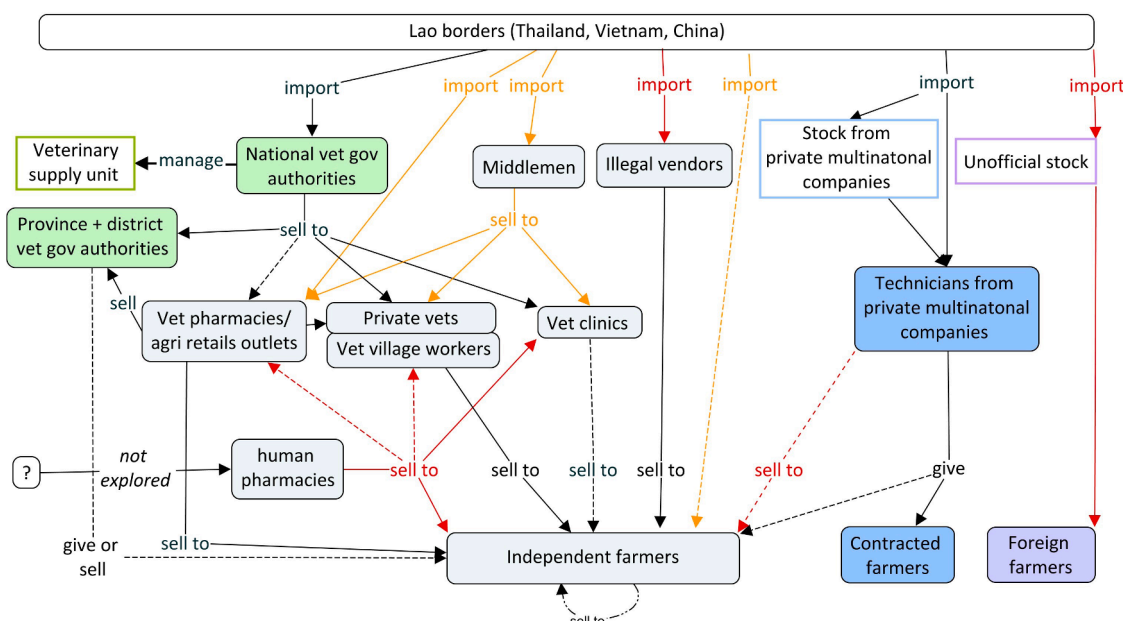 Lao borders (Thailand, Vietnam, China)
import
import
import
import
import
import
import
Veterinary
supply unit
manage
National vet gov
authorities
Middlemen
Illegal vendors
Stock from
private multinatonal
companies
Unofficial stock
Province + district
vet gov authorities
sell to
sell to
sell
Vet pharmacies/
agri retails outlets
Private vets
Vet village workers
Vet clinics
Technicians from
private multinatonal
companies
?
not
explored
human
pharmacies
sell to
sell to
sell to
sell to
sell to
give
give or
sell
sell to
Independent farmers
Contracted
farmers
Foreign
farmers
sell to